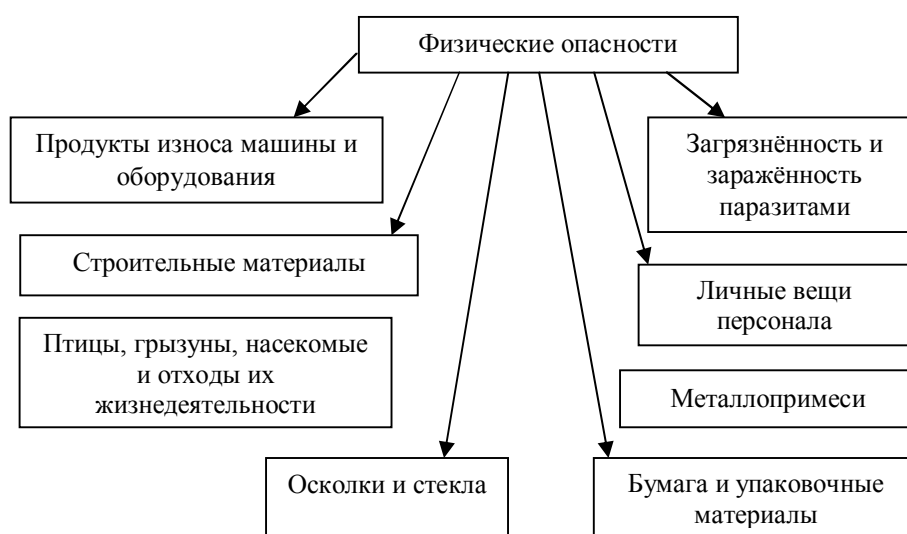 Физические опасности
Продукты износа машины и
оборудования
Загрязнённость и
заражённость
паразитами
Строительные материалы
Личные вещи
персонала
Птицы, грызуны, насекомые
и отходы их
жизнедеятельности
Металлопримеси
Осколки и стекла
Бумага и упаковочные
материалы